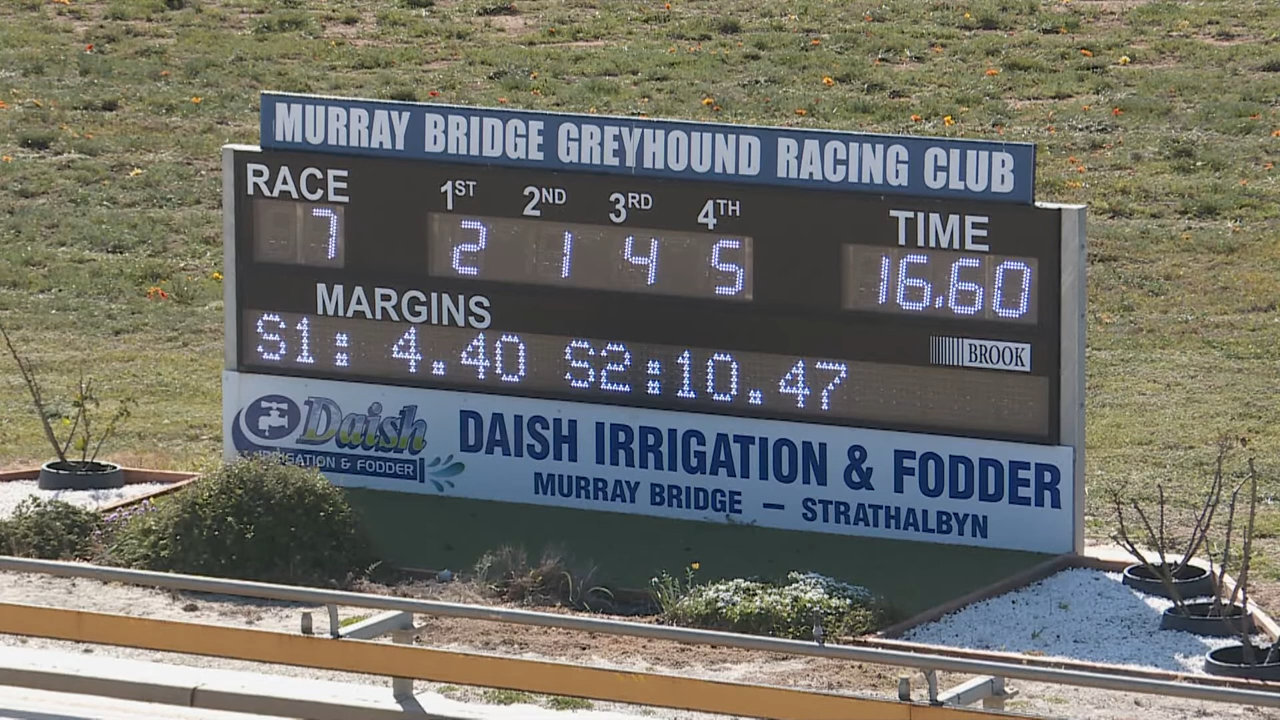 MURRAY BRIDGE GREYHOUND RACING CLUB
RACE 1ST 2ND 3RD 4TH TIME
7 2 1 4 5 16.60
MARGINS
BROOK
S1: 4.40 S2:10.47
Daish
IRRIGATION & FODDER
DAISH IRRIGATION & FODDER
MURRAY BRIDGE – STRATHALBYN